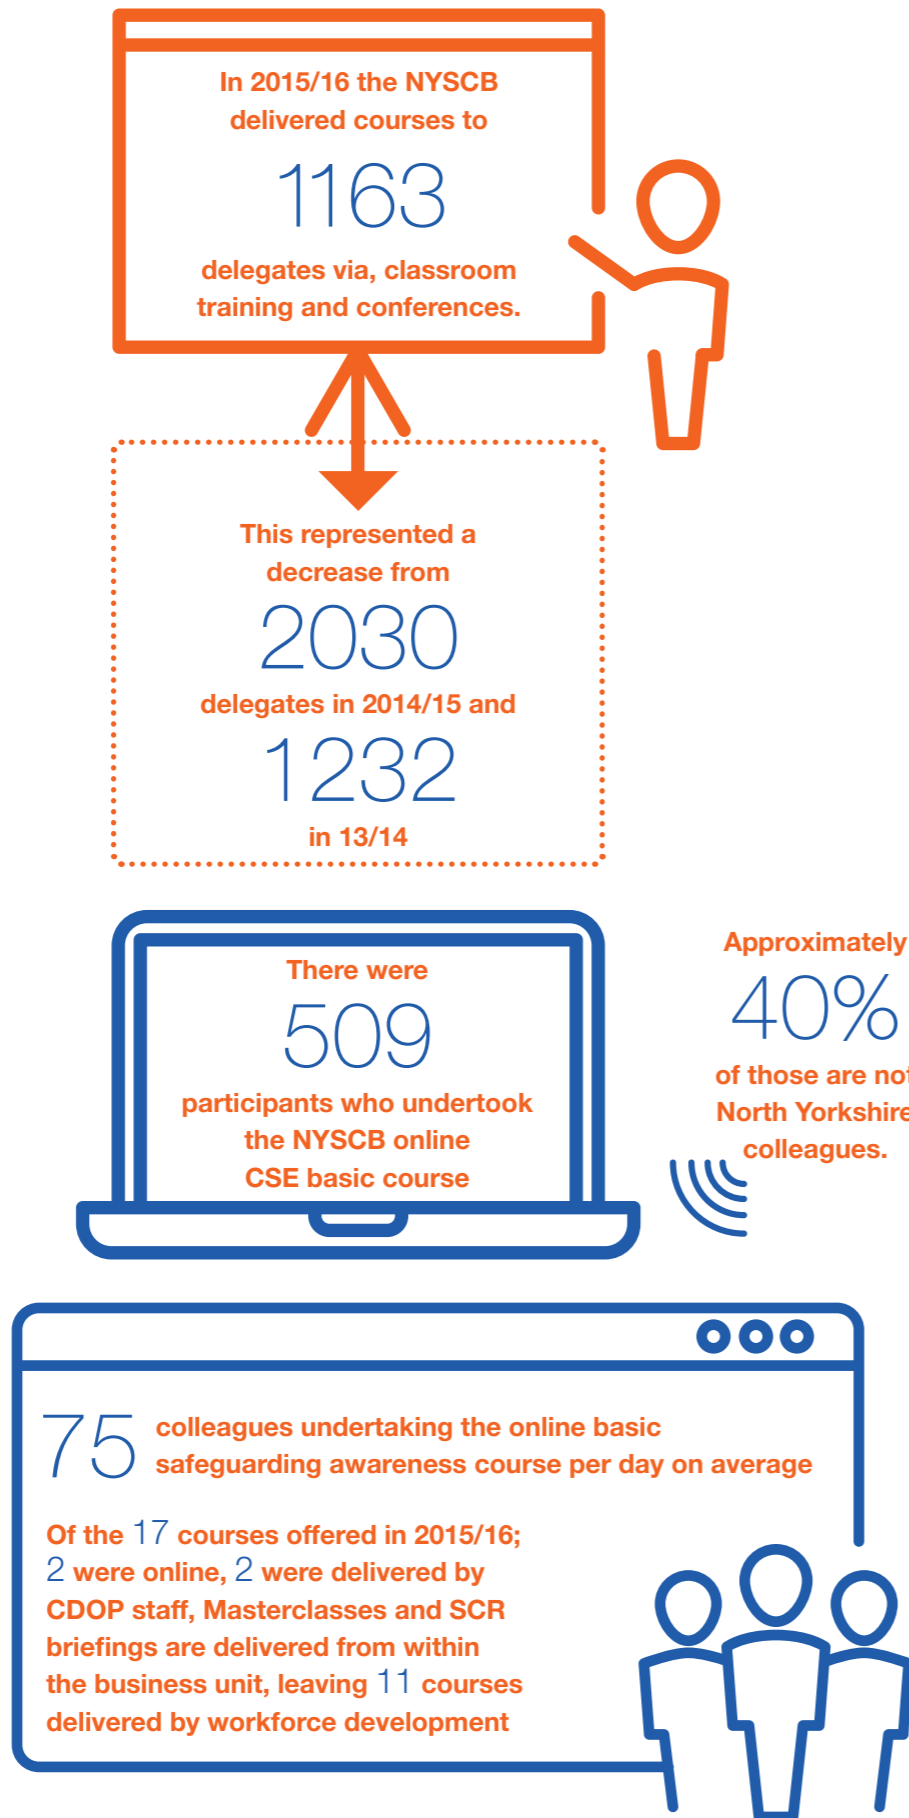 In 2015/16 the NYSCB
delivered courses to
1163
delegates via, classroom
training and conferences.
This represented a
decrease from
2030
delegates in 2014/15 and
1232
in 13/14
There were
509
participants who undertook
the NYSCB online
CSE basic course
Approximately
40%
of those are not
North Yorkshire
colleagues.
75 colleagues undertaking the online basic
safeguarding awareness course per day on average
Of the 17 courses offered in 2015/16;
2 were online, 2 were delivered by
CDOP staff, Masterclasses and SCR
briefings are delivered from within
the business unit, leaving 11 courses
delivered by workforce development